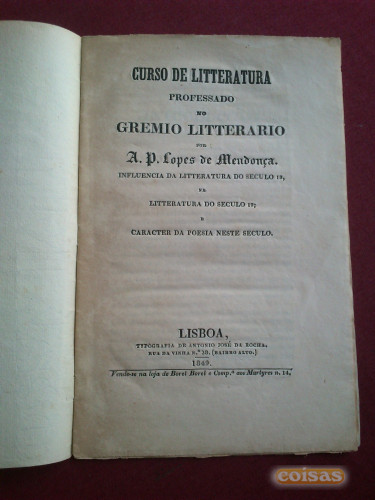 CURSO DE LITTERATURA
PROFESSADO
NO
GREMIO LITTERARIO
POR
A. P. Lopes de Mendonça.
INFLUENCIA DA LITTERATURA DO SECULO 18,
NA
LITTERATURA DO SECULO 19;
E
CARACTER DA POESIA NESTE SECULO.
LISBOA,
TYPOGRAFIA DE ANTONIO JOSÉ DA ROCHA,
RUA DA VINHA N.º 10. (BAIRRO ALTO.)
1849.
Vende-se na loja de Borel Borel e Comp.ª aos Martyres n. 14.
coisas